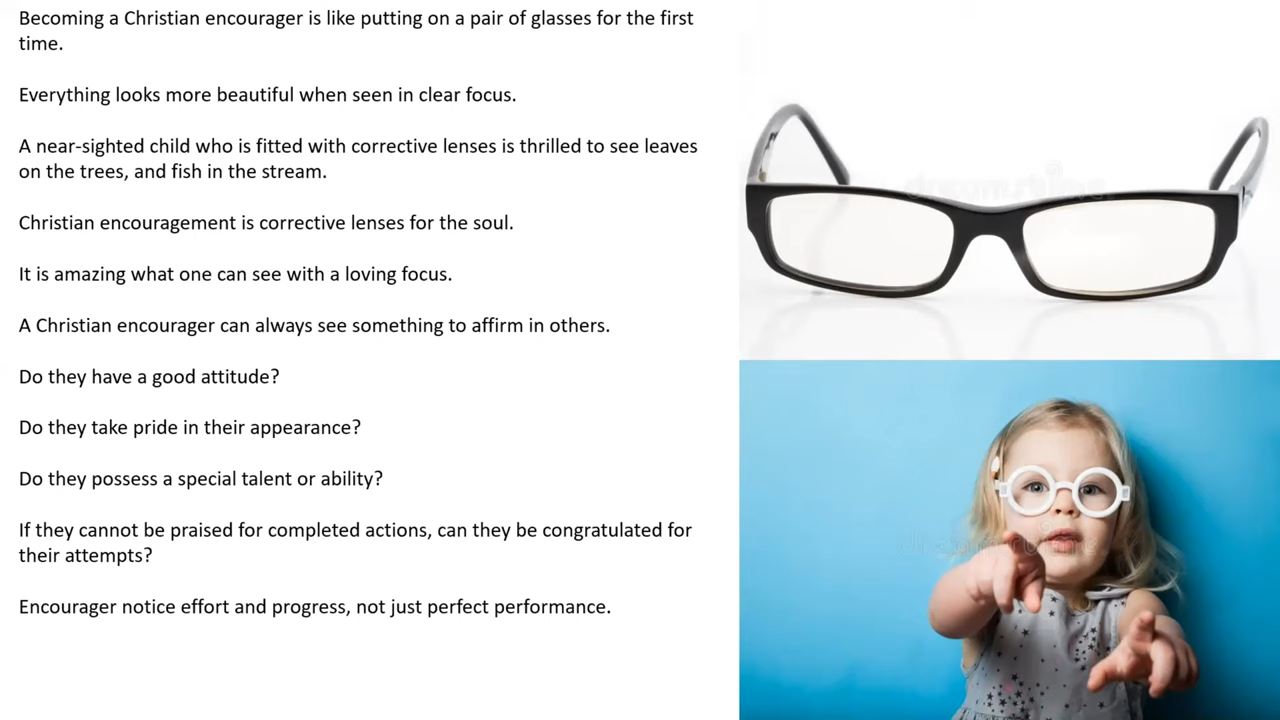 Becoming a Christian encourager is like putting on a pair of glasses for the first
time.
Everything looks more beautiful when seen in clear focus.
A near-sighted child who is fitted with corrective lenses is thrilled to see leaves
on the trees, and fish in the stream.
Christian encouragement is corrective lenses for the soul.
It is amazing what one can see with a loving focus.
A Christian encourager can always see something to affirm in others.
Do they have a good attitude?
Do they take pride in their appearance?
Do they possess a special talent or ability?
If they cannot be praised for completed actions, can they be congratulated for
their attempts?
Encourager notice effort and progress, not just perfect performance.